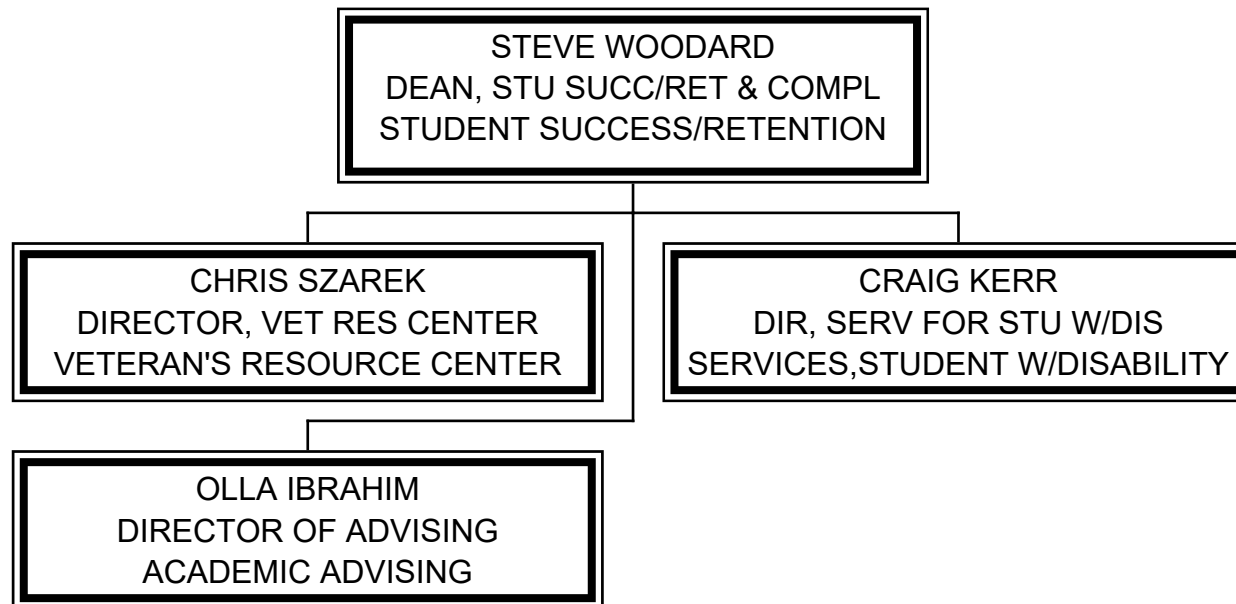 STEVE WOODARD
DEAN, STU SUCC/RET & COMPL
STUDENT SUCCESS/RETENTION
CHRIS SZAREK
DIRECTOR, VET RES CENTER
VETERAN'S RESOURCE CENTER
CRAIG KERR
DIR, SERV FOR STU W/DIS
SERVICES,STUDENT W/DISABILITY
OLLA IBRAHIM
DIRECTOR OF ADVISING
ACADEMIC ADVISING